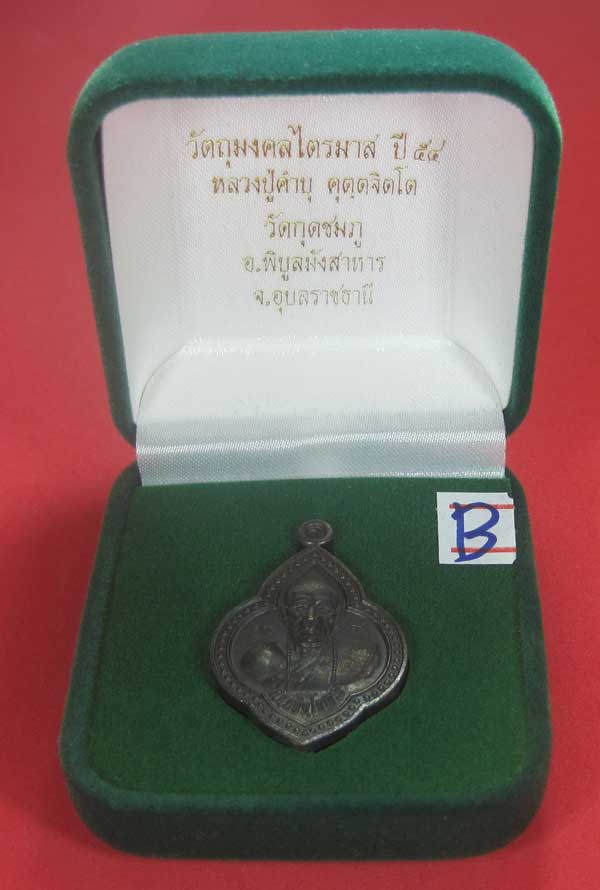 วัตถุมงคลไตรมาส ปี ๕๔
หลวงปู่คำบุ คุตฺตจิตโต
วัดกุดชมภู
อ.พิบูลมังสาหาร
จ.อุบลราชธานี
B